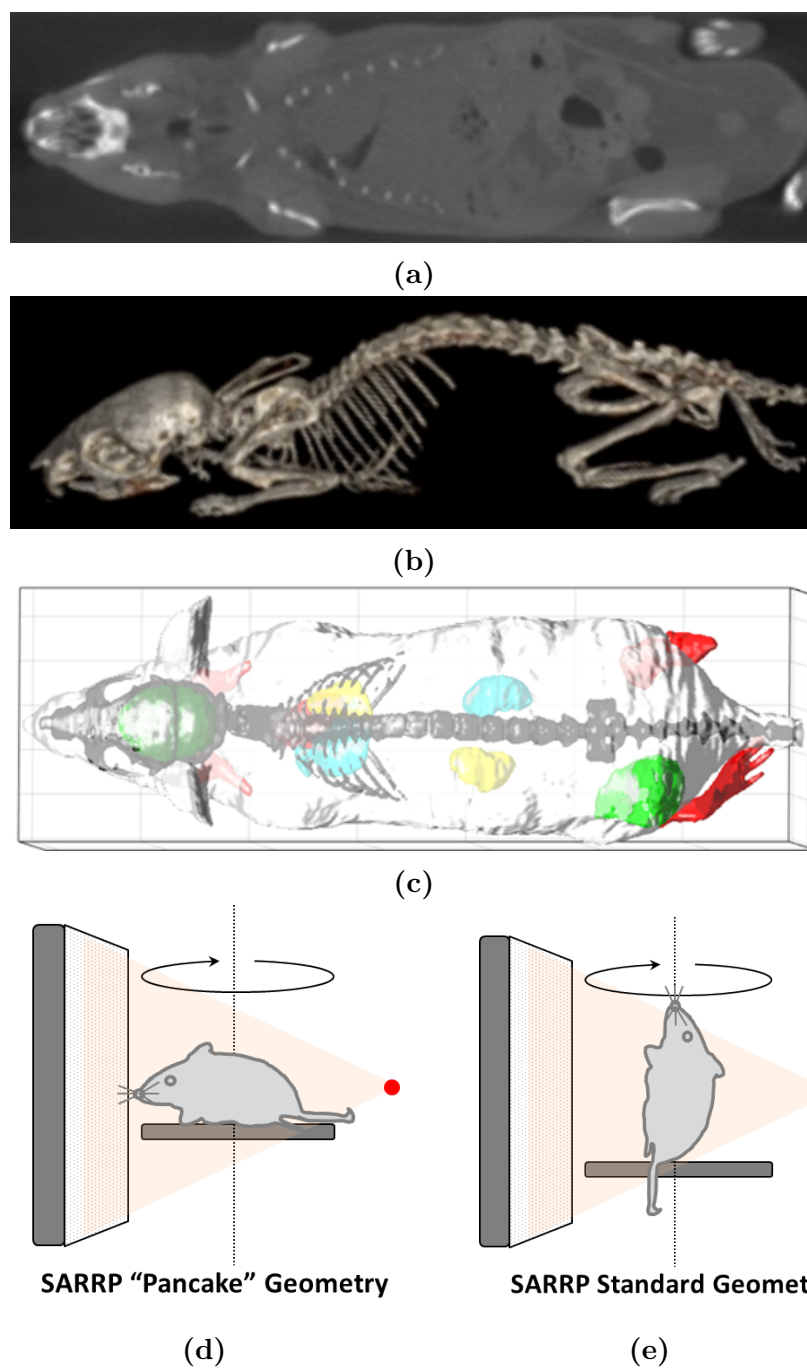 (a)
(b)
(c)
SARRP “Pancake” Geometry
SARRP Standard Geomet
(d)
(e)